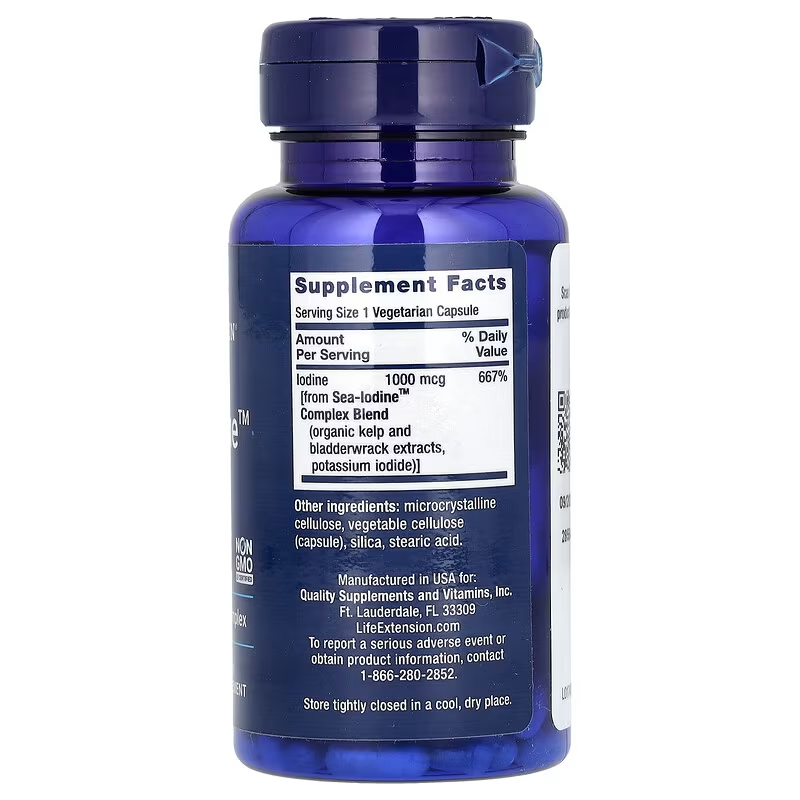 Supplement Facts
Serving Size 1 Vegetarian Capsule
Amount Per Serving
% Daily Value
Iodine 1000 mcg 667%
[from Sea-Iodine™
Complex Blend
(organic kelp and
bladderwrack extracts,
potassium iodide)]
Other ingredients: microcrystalline
cellulose, vegetable cellulose
(capsule), silica, stearic acid.
Manufactured in USA for:
Quality Supplements and Vitamins, Inc.
Ft. Lauderdale, FL 33309
LifeExtension.com
To report a serious adverse event or
obtain product information, contact
1-866-280-2852.
Store tightly closed in a cool, dry place.
NON
GMO